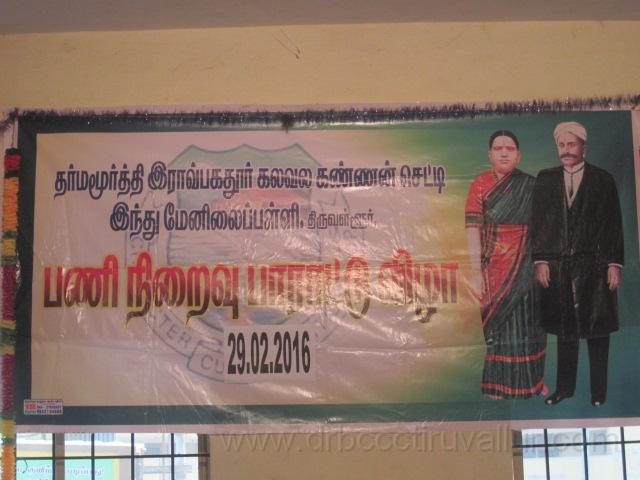 தர்மமூர்த்தி இராவ்பகதூர் கலவல கண்ணன் செட்டி
இந்து மேனிலைப்பள்ளி, திருவள்ளூர்.
பணி நிறைவு பாராட்டு விழா
29.02.2016
www.drbccctiruvallur.com